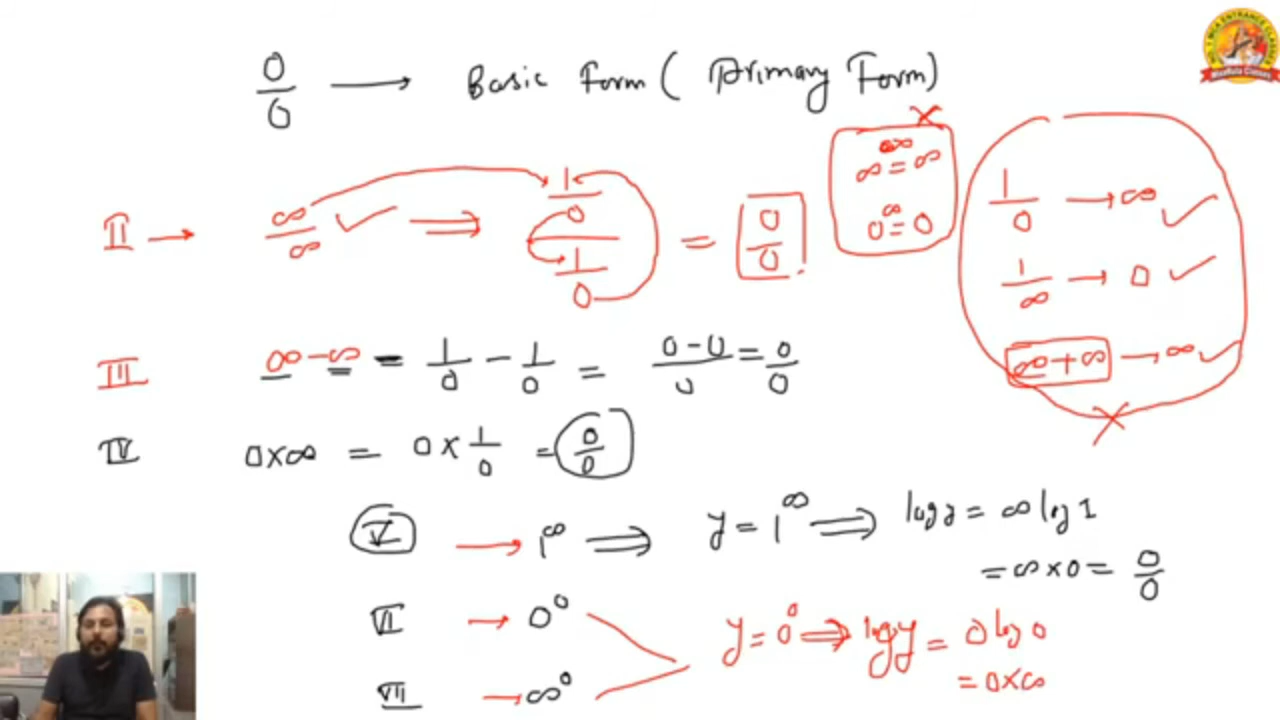 0/0 → Basic Form ( Primary Form)
∞^∞ = ∞
0^∞ = 0
1/0 → ∞ ✓
1/∞ → 0 ✓
∞+∞ → ∞ ✓
II → ∞/∞ ✓ ⇒ (1/0)/(1/0) = 0/0
III ∞-∞ = 1/0 - 1/0 = (0-0)/0 = 0/0
IV 0×∞ = 0×1/0 = 0/0
V → 1^∞ ⇒ y = 1^∞ ⇒ log y = ∞ log 1
= ∞×0 = 0/0
VI → 0^0
y = 0^0 ⇒ log y = 0 log 0
= 0×∞
VII → ∞^0